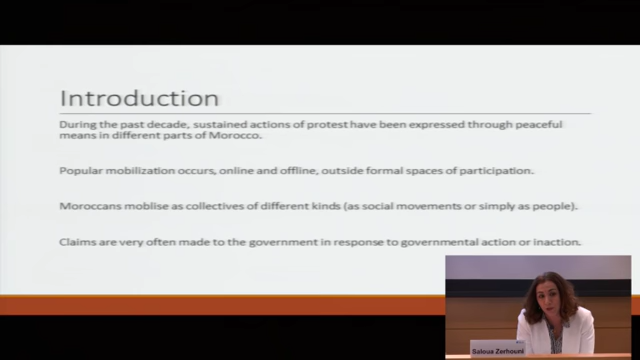 Introduction
During the past decade, sustained actions of protest have been expressed through peaceful
means in different parts of Morocco.
Popular mobilization occurs, online and offline, outside formal spaces of participation.
Moroccans moblise as collectives of different kinds (as social movements or simply as people).
Claims are very often made to the government in response to governmental action or inaction.
Saloua Zerhouni